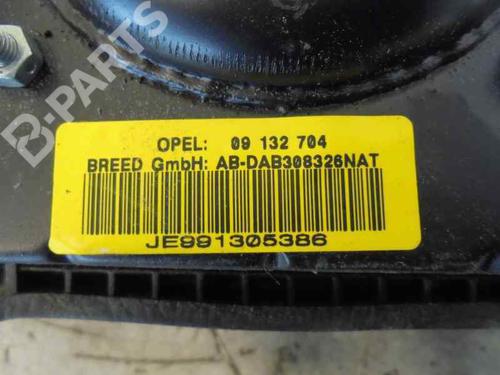 B-PARTS
OPEL: 09 132 704
BREED GmbH: AB-DAB308326NAT
JE991305386